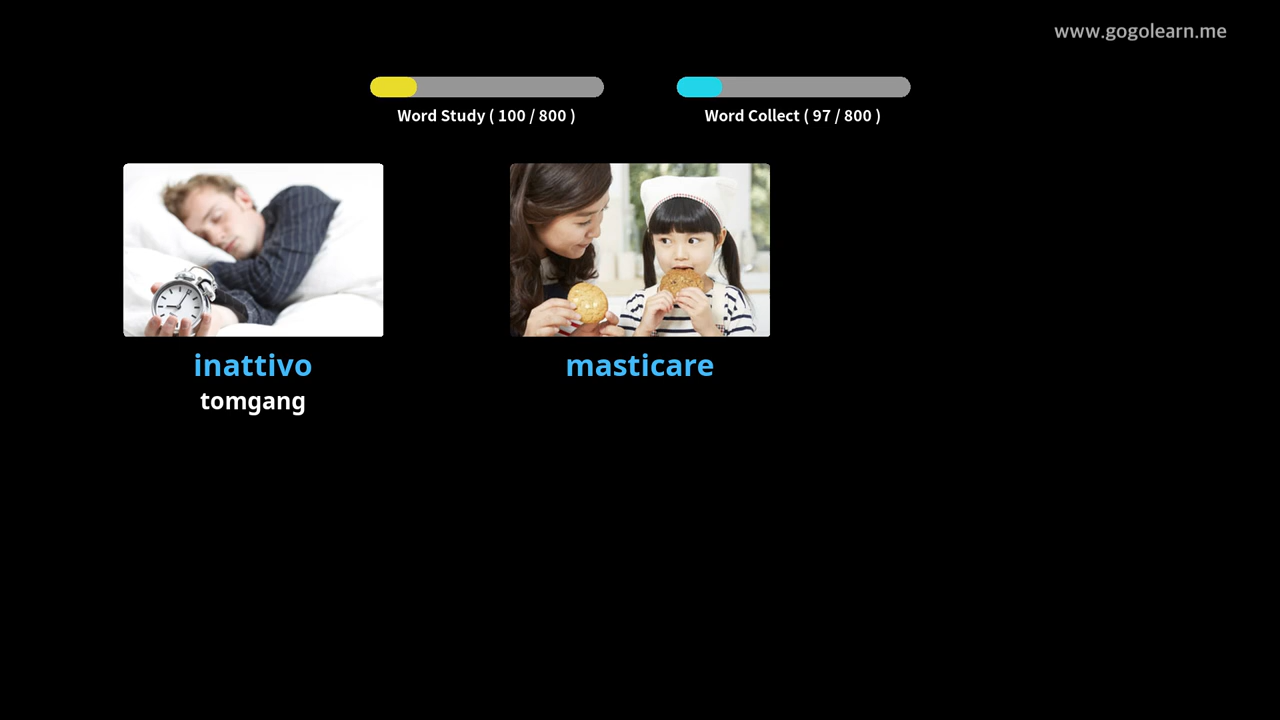 www.gogolearn.me
Word Study ( 100 / 800 )
Word Collect ( 97 / 800 )
inattivo
masticare
tomgang